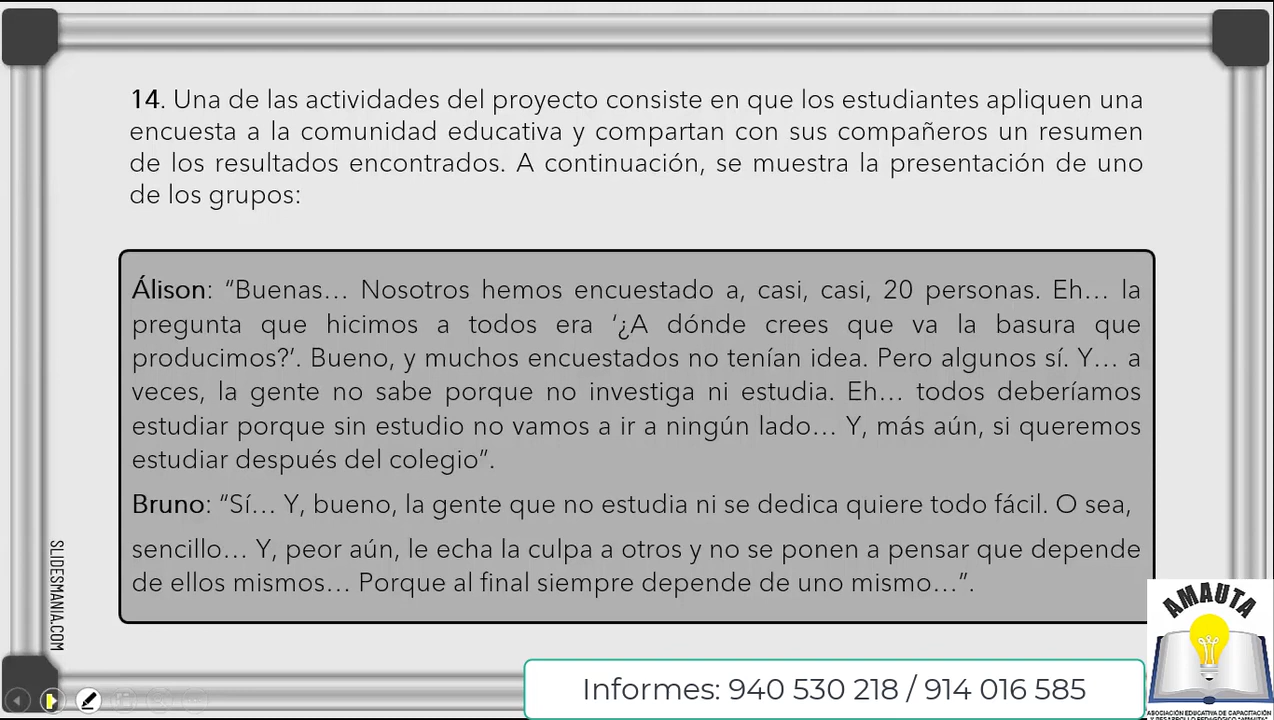 14. Una de las actividades del proyecto consiste en que los estudiantes apliquen una
encuesta a la comunidad educativa y compartan con sus compañeros un resumen
de los resultados encontrados. A continuación, se muestra la presentación de uno
de los grupos:
Álison: “Buenas… Nosotros hemos encuestado a, casi, casi, 20 personas. Eh… la
pregunta que hicimos a todos era ‘¿A dónde crees que va la basura que
producimos?’. Bueno, y muchos encuestados no tenían idea. Pero algunos sí. Y… a
veces, la gente no sabe porque no investiga ni estudia. Eh… todos deberíamos
estudiar porque sin estudio no vamos a ir a ningún lado… Y, más aún, si queremos
estudiar después del colegio”.
Bruno: “Sí… Y, bueno, la gente que no estudia ni se dedica quiere todo fácil. O sea,
sencillo… Y, peor aún, le echa la culpa a otros y no se ponen a pensar que depende
de ellos mismos… Porque al final siempre depende de uno mismo…”.
SLIDESMANIA.COM
AMAUTA
ASOCIACIÓN EDUCATIVA DE CAPACITACIÓN
Y DESARROLLO PEDAGÓGICO "AMAUTA"
Informes: 940 530 218 / 914 016 585